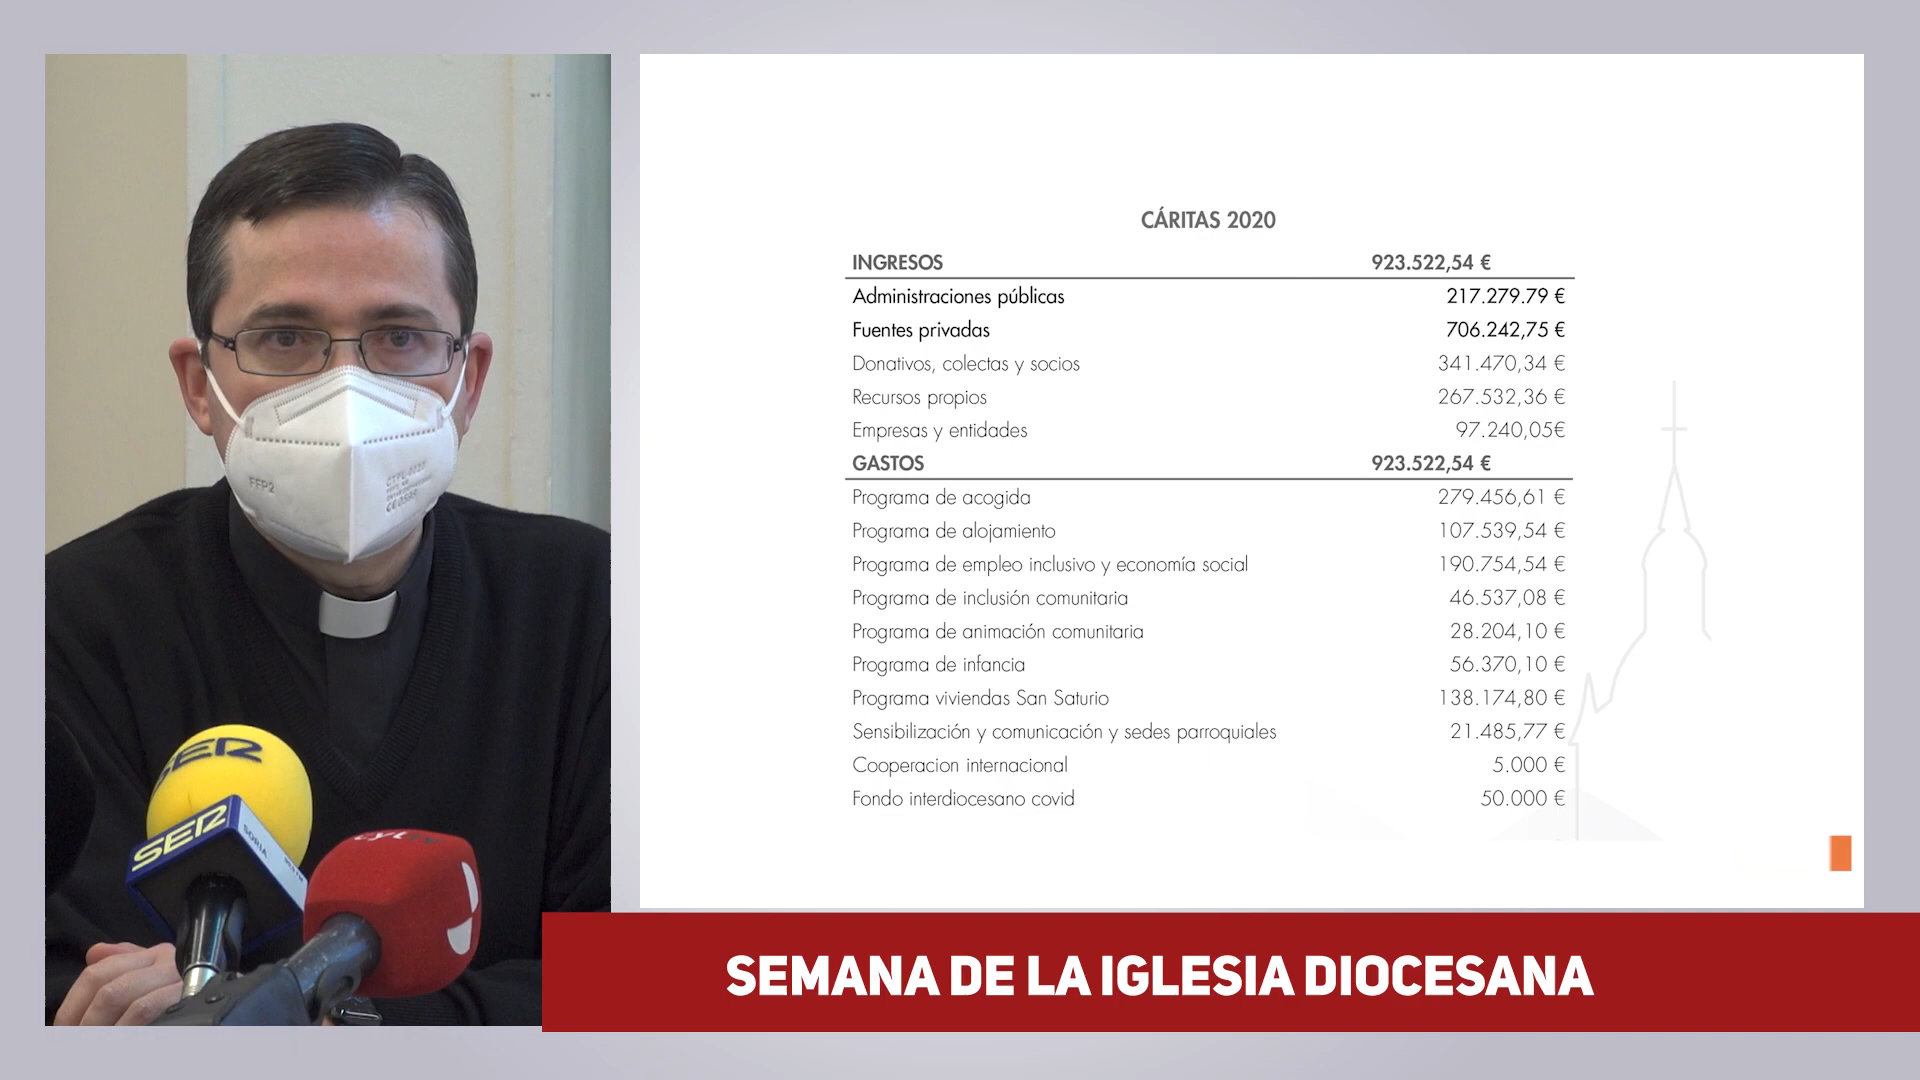 CÁRITAS 2020
INGRESOS 923.522,54 €
Administraciones públicas 217.279.79 €
Fuentes privadas 706.242,75 €
Donativos, colectas y socios 341.470,34 €
Recursos propios 267.532,36 €
Empresas y entidades 97.240,05€
GASTOS 923.522,54 €
Programa de acogida 279.456,61 €
Programa de alojamiento 107.539,54 €
Programa de empleo inclusivo y economía social 190.754,54 €
Programa de inclusión comunitaria 46.537,08 €
Programa de animación comunitaria 28.204,10 €
Programa de infancia 56.370,10 €
Programa viviendas San Saturio 138.174,80 €
Sensibilización y comunicación y sedes parroquiales 21.485,77 €
Cooperacion internacional 5.000 €
Fondo interdiocesano covid 50.000 €
FFP2
SER
SER
SORIA
SEMANA DE LA IGLESIA DIOCESANA